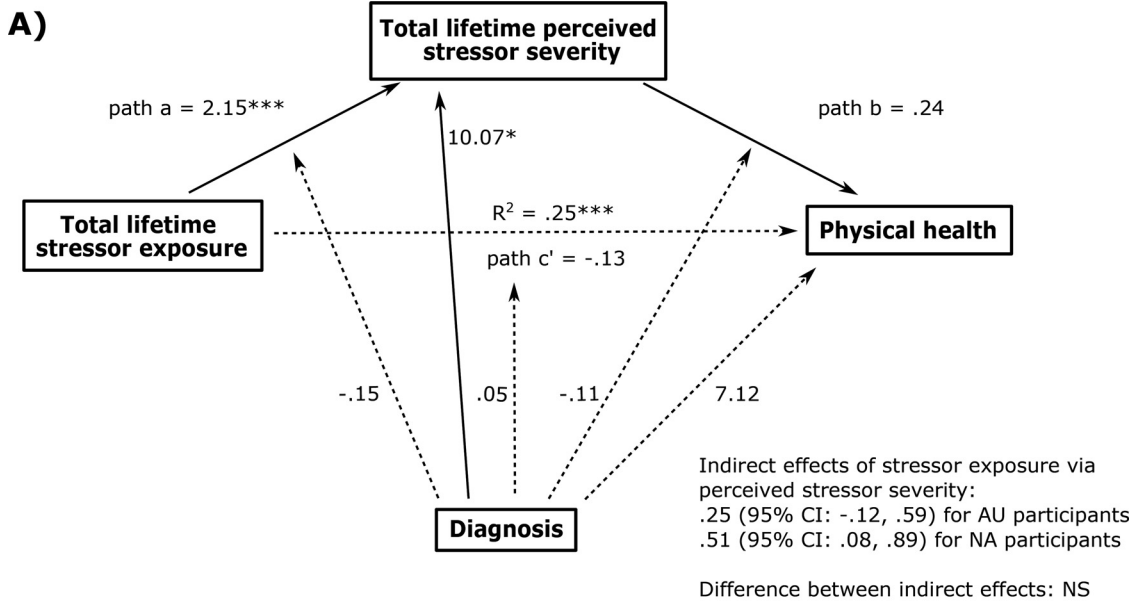 A)
Total lifetime perceived
stressor severity
path a = 2.15***
path b = .24
10.07*
Total lifetime
stressor exposure
R² = .25***
path c' = -.13
Physical health
-.15
.05
-.11
7.12
Diagnosis
Indirect effects of stressor exposure via
perceived stressor severity:
.25 (95% CI: -.12, .59) for AU participants
.51 (95% CI: .08, .89) for NA participants
Difference between indirect effects: NS